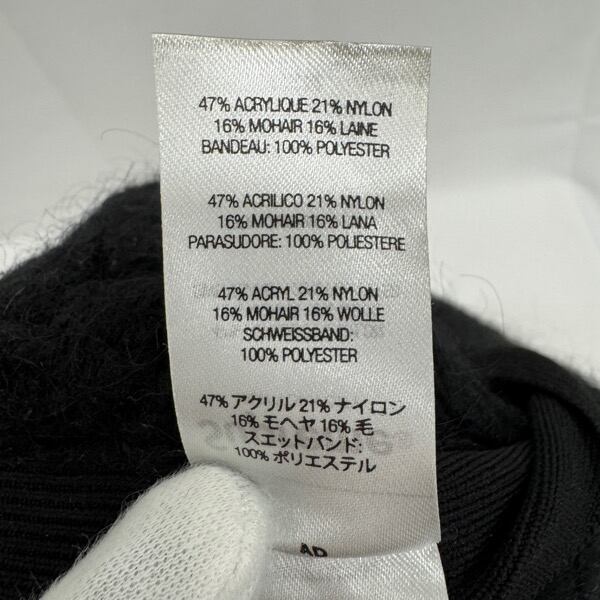 47% ACRYLIQUE 21% NYLON
16% MOHAIR 16% LAINE
BANDEAU: 100% POLYESTER
47% ACRILICO 21% NYLON
16% MOHAIR 16% LANA
PARASUDORE: 100% POLIESTERE
47% ACRYL 21% NYLON
16% MOHAIR 16% WOLLE
SCHWEISSBAND:
100% POLYESTER
47% アクリル 21% ナイロン
16% モヘヤ 16% 毛
スエットバンド:
100% ポリエステル